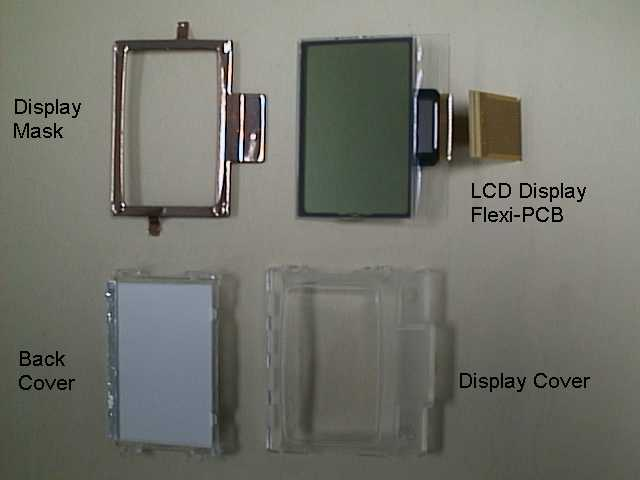 Display
Mask
LCD Display
Flexi-PCB
Back
Cover
Display Cover